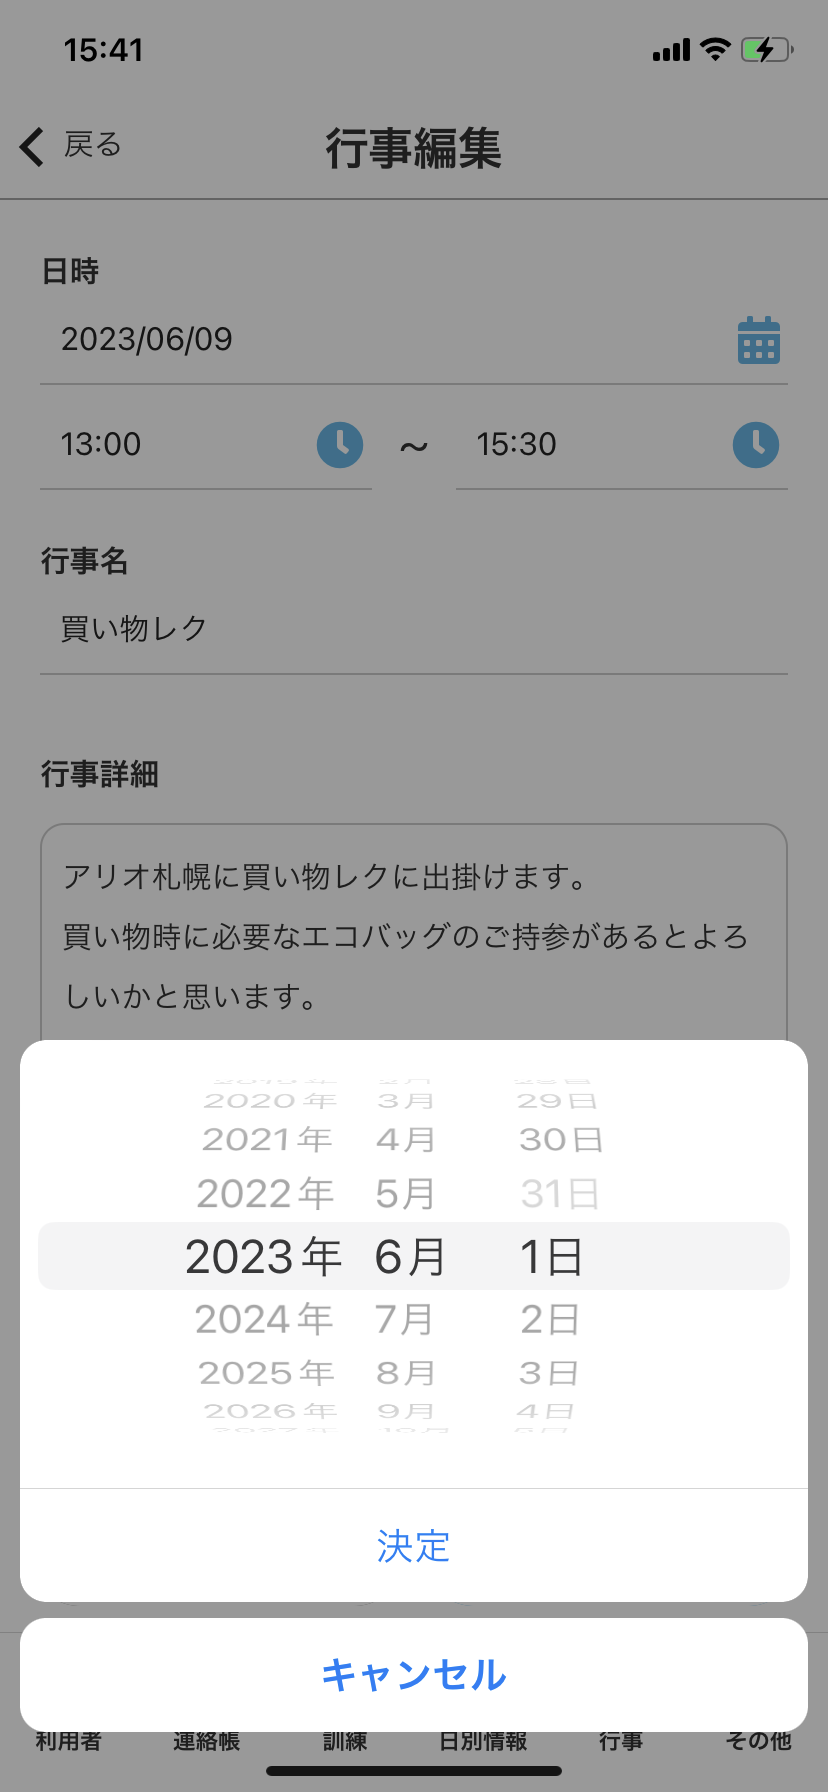 15:41
戻る
行事編集
日時
2023/06/09
13:00 ～ 15:30
行事名
買い物レク
行事詳細
アリオ札幌に買い物レクに出掛けます。
買い物時に必要なエコバッグのご持参があるとよろ
しいかと思います。
2020年 3月 29日
2021年 4月 30日
2022年 5月 31日
2023年 6月 1日
2024年 7月 2日
2025年 8月 3日
2026年 9月 4日
決定
キャンセル
利用者 連絡帳 訓練 日別情報 行事 その他